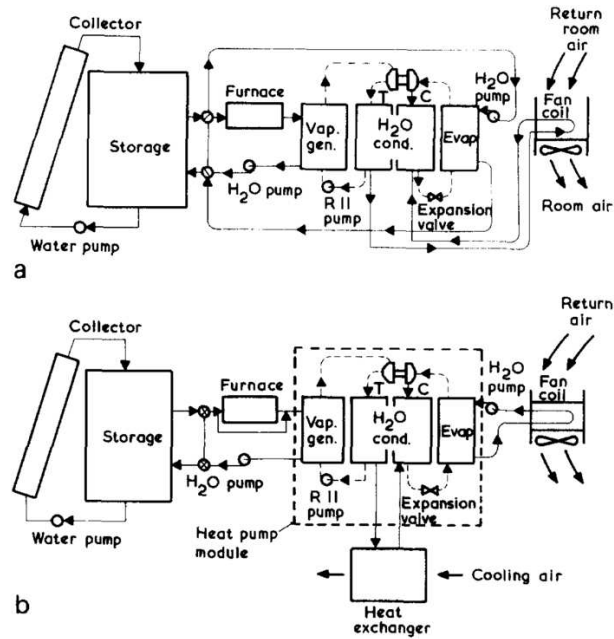 Collector
Storage
Water pump
Furnace
H2O pump
Vap.
gen.
T
C
H2O
cond.
Evap
R II
pump
Expansion
valve
H2O
pump
Return
room
air
Fan
coil
Room air
a
Collector
Storage
Water pump
Furnace
H2O pump
Vap.
gen.
T
C
H2O
cond.
Evap.
R II
pump
Expansion
valve
Heat pump
module
H2O
pump
Return
air
Fan
coil
Cooling air
Heat
exchanger
b